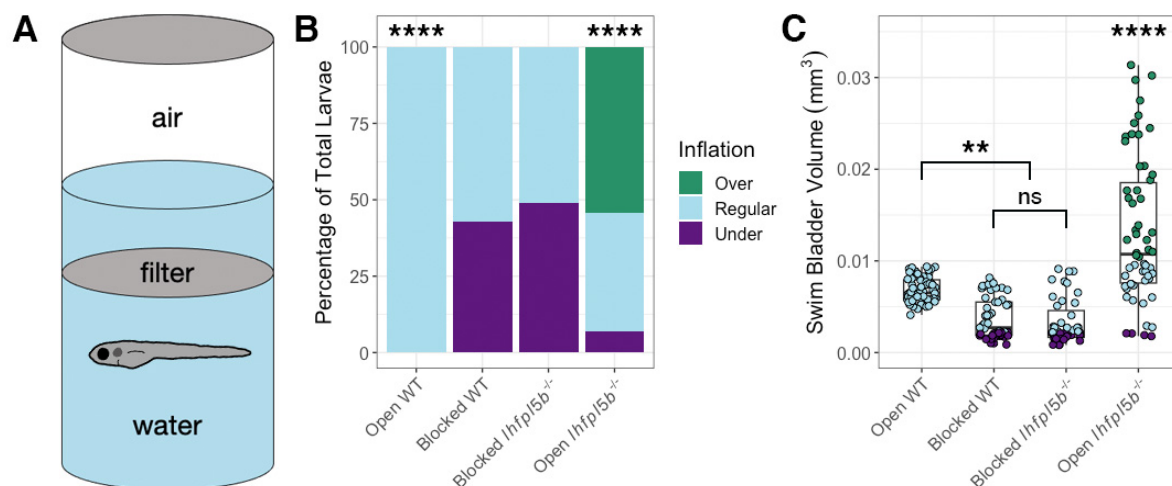 A
air
filter
water
B
**** ****
Percentage of Total Larvae
100
75
50
25
0
Open WT
Blocked WT
Blocked lhfpl5b-/-
Open lhfpl5b-/-
Inflation
Over
Regular
Under
C
****
Swim Bladder Volume (mm³)
0.03
0.02
0.01
0.00
**
ns
Open WT
Blocked WT
Blocked lhfpl5b-/-
Open lhfpl5b-/-